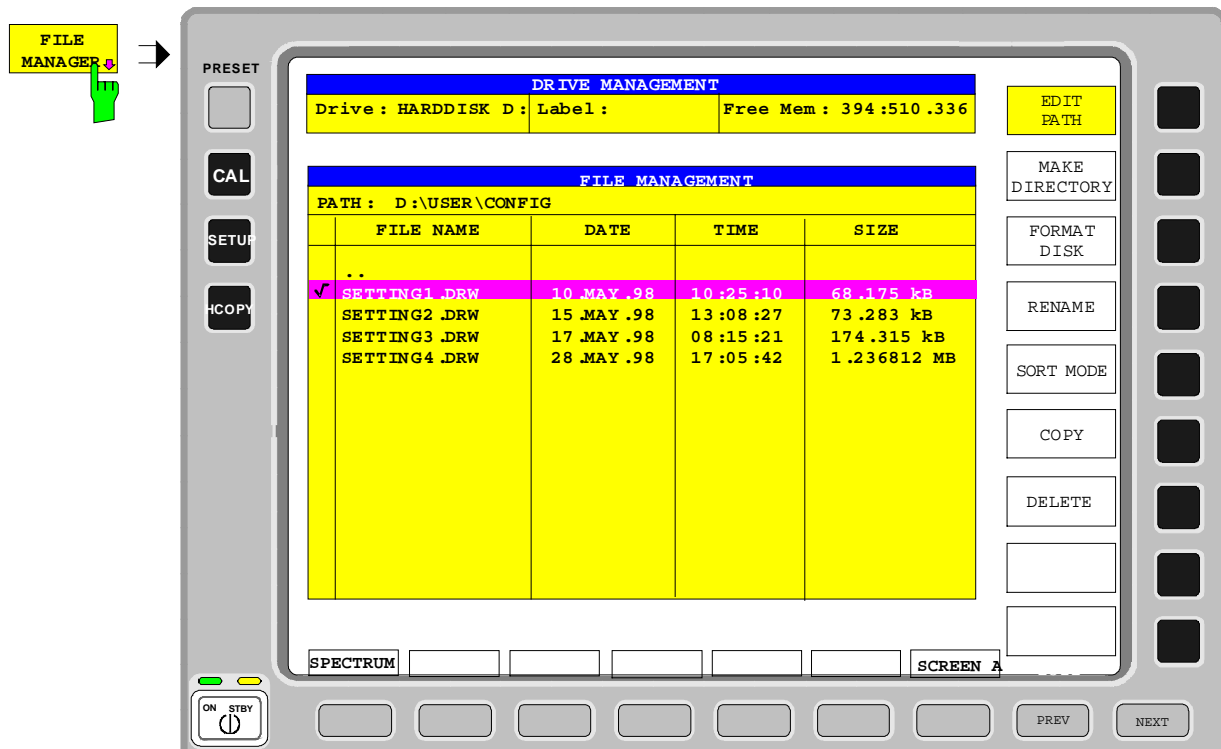 FILE
MANAGER
PRESET
CAL
SETUP
HCOPY
DRIVE MANAGEMENT
Drive: HARDDISK D: Label: Free Mem: 394:510.336
FILE MANAGEMENT
PATH: D:\USER\CONFIG
FILE NAME DATE TIME SIZE
..
√ SETTING1.DRW 10.MAY.98 10:25:10 68.175 kB
SETTING2.DRW 15.MAY.98 13:08:27 73.283 kB
SETTING3.DRW 17.MAY.98 08:15:21 174.315 kB
SETTING4.DRW 28.MAY.98 17:05:42 1.236812 MB
EDIT
PATH
MAKE
DIRECTORY
FORMAT
DISK
RENAME
SORT MODE
COPY
DELETE
SPECTRUM
SCREEN A
ON STBY
PREV
NEXT